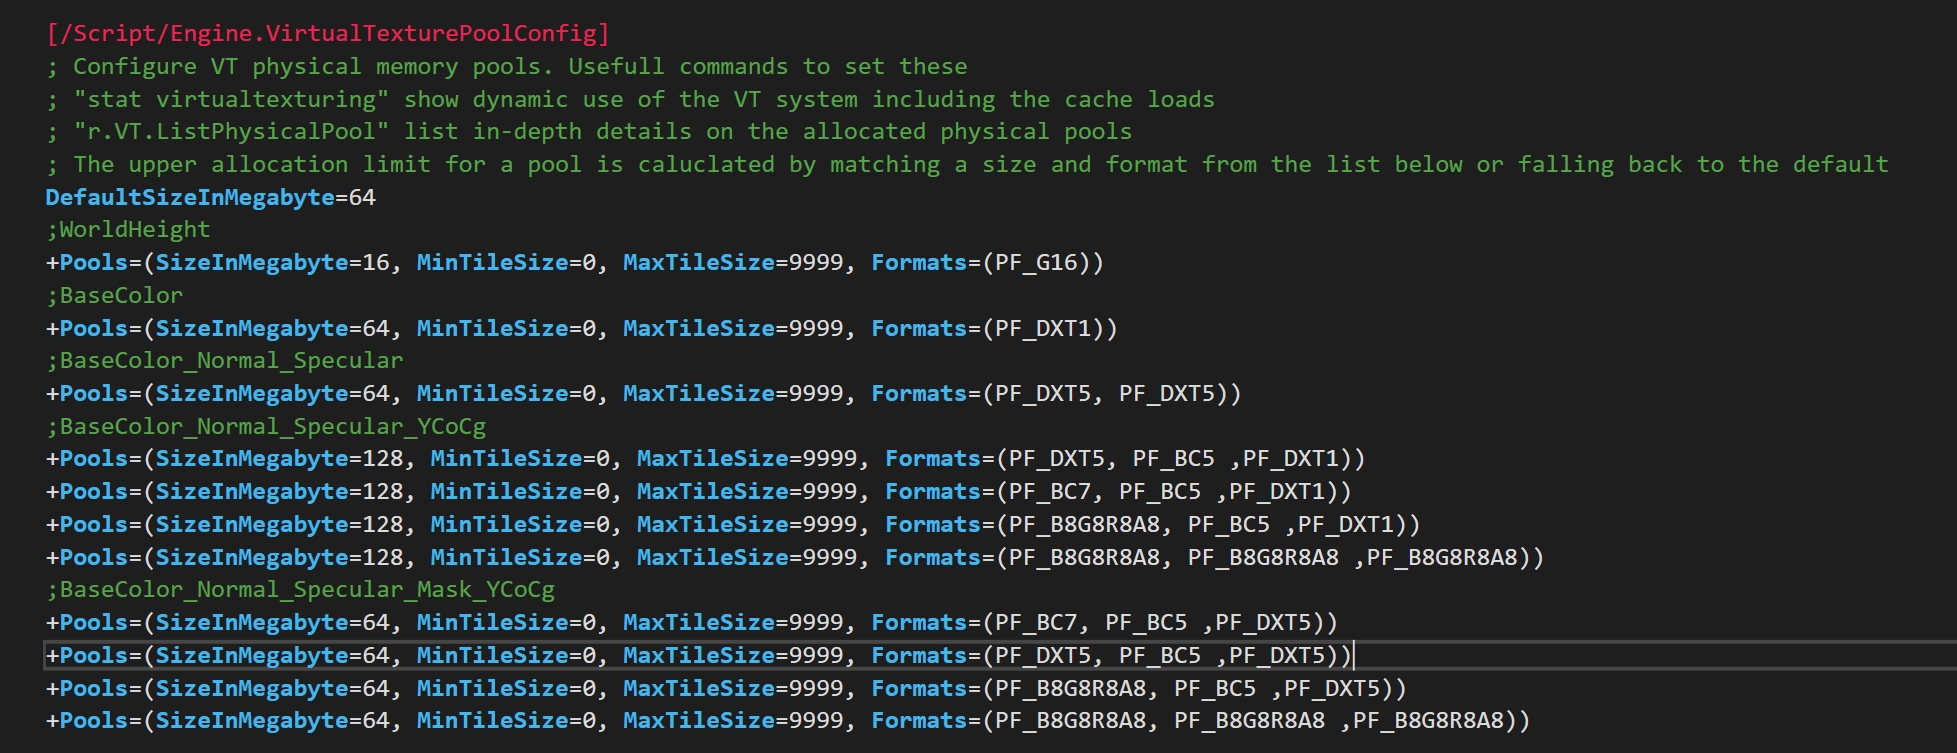 [/Script/Engine.VirtualTexturePoolConfig]
; Configure VT physical memory pools. Usefull commands to set these
; "stat virtualtexturing" show dynamic use of the VT system including the cache loads
; "r.VT.ListPhysicalPool" list in-depth details on the allocated physical pools
; The upper allocation limit for a pool is caluclated by matching a size and format from the list below or falling back to the default
DefaultSizeInMegabyte=64
;WorldHeight
+Pools=(SizeInMegabyte=16, MinTileSize=0, MaxTileSize=9999, Formats=(PF_G16))
;BaseColor
+Pools=(SizeInMegabyte=64, MinTileSize=0, MaxTileSize=9999, Formats=(PF_DXT1))
;BaseColor_Normal_Specular
+Pools=(SizeInMegabyte=64, MinTileSize=0, MaxTileSize=9999, Formats=(PF_DXT5, PF_DXT5))
;BaseColor_Normal_Specular_YCoCg
+Pools=(SizeInMegabyte=128, MinTileSize=0, MaxTileSize=9999, Formats=(PF_DXT5, PF_BC5 ,PF_DXT1))
+Pools=(SizeInMegabyte=128, MinTileSize=0, MaxTileSize=9999, Formats=(PF_BC7, PF_BC5 ,PF_DXT1))
+Pools=(SizeInMegabyte=128, MinTileSize=0, MaxTileSize=9999, Formats=(PF_B8G8R8A8, PF_BC5 ,PF_DXT1))
+Pools=(SizeInMegabyte=128, MinTileSize=0, MaxTileSize=9999, Formats=(PF_B8G8R8A8, PF_B8G8R8A8 ,PF_B8G8R8A8))
;BaseColor_Normal_Specular_Mask_YCoCg
+Pools=(SizeInMegabyte=64, MinTileSize=0, MaxTileSize=9999, Formats=(PF_BC7, PF_BC5 ,PF_DXT5))
+Pools=(SizeInMegabyte=64, MinTileSize=0, MaxTileSize=9999, Formats=(PF_DXT5, PF_BC5 ,PF_DXT5))
+Pools=(SizeInMegabyte=64, MinTileSize=0, MaxTileSize=9999, Formats=(PF_B8G8R8A8, PF_BC5 ,PF_DXT5))
+Pools=(SizeInMegabyte=64, MinTileSize=0, MaxTileSize=9999, Formats=(PF_B8G8R8A8, PF_B8G8R8A8 ,PF_B8G8R8A8))